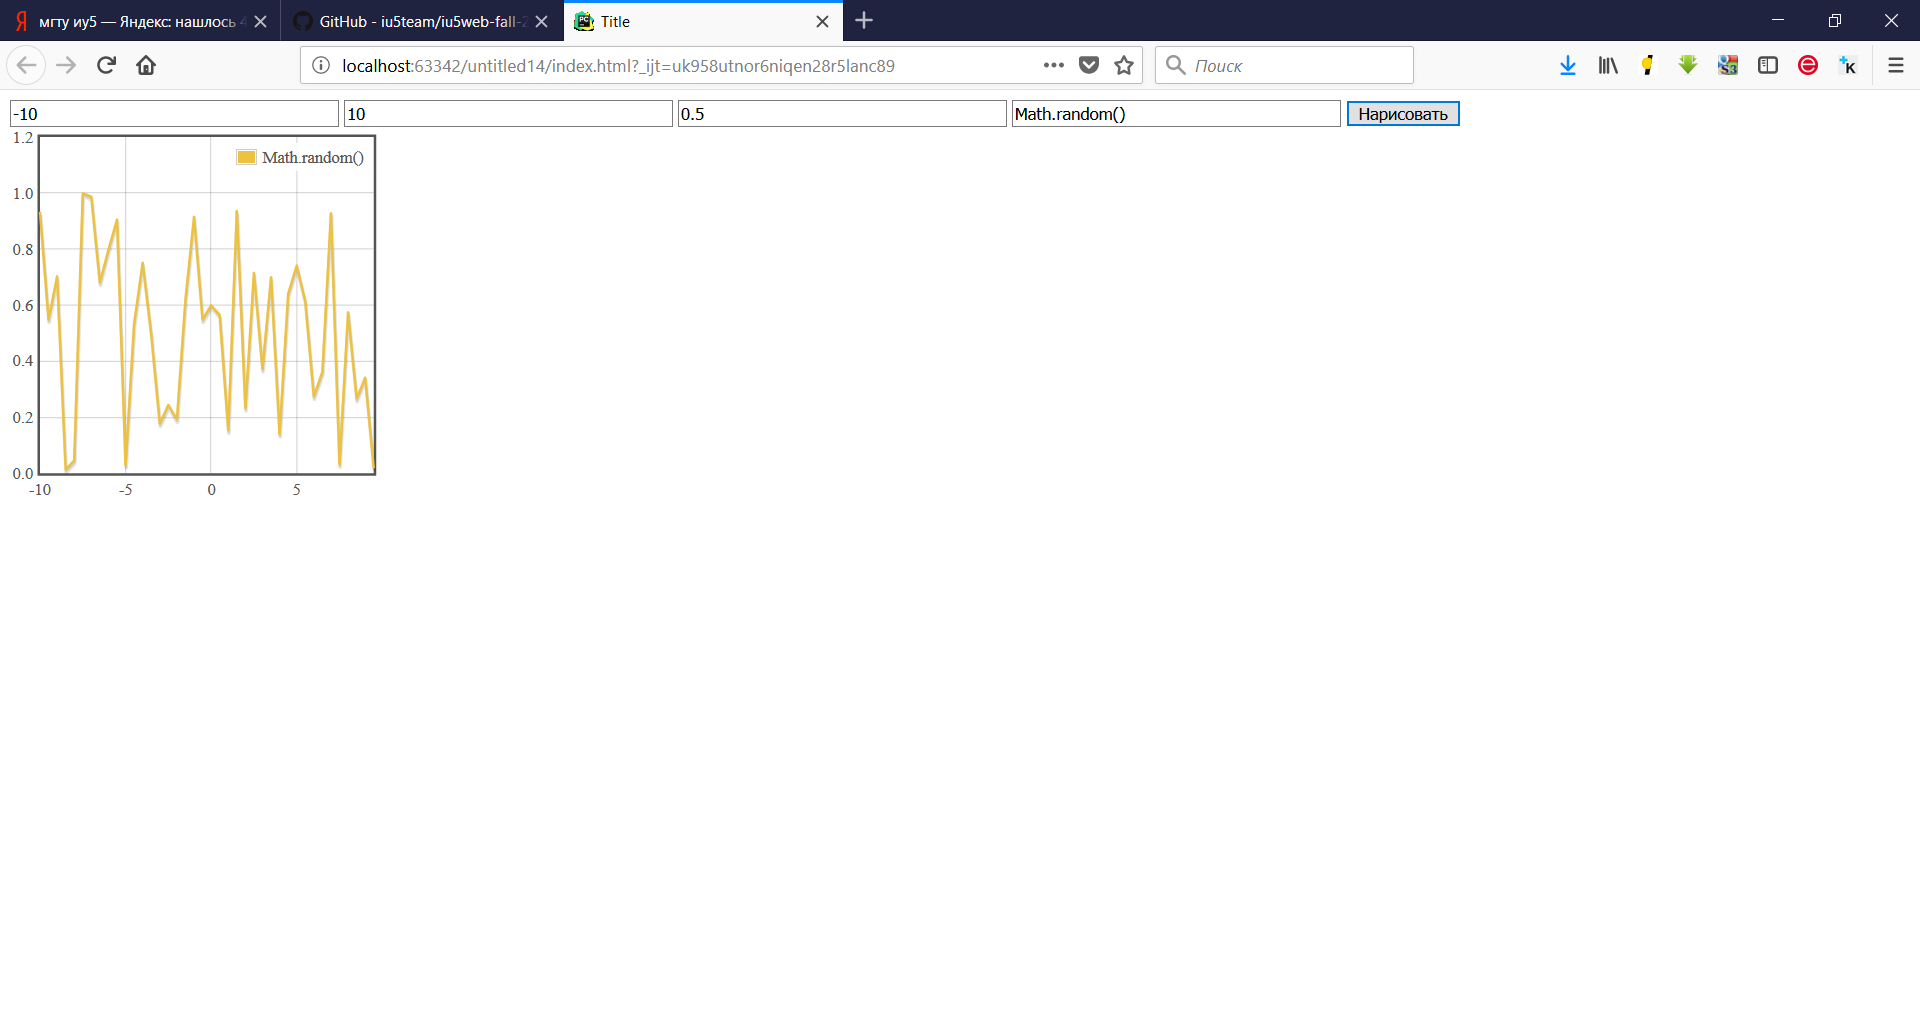 мгту иу5 — Яндекс: нашлось
GitHub - iu5team/iu5web-fall-2
Title
localhost:63342/untitled14/index.html?_ijt=uk958utnor6niqen28r5lanc89
Поиск
-10
10
0.5
Math.random()
Нарисовать
Math.random()
1.2
1.0
0.8
0.6
0.4
0.2
0.0
-10 -5 0 5